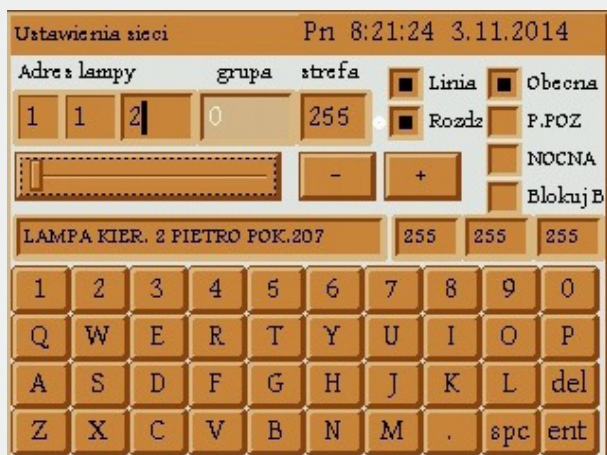 Ustawienia sieci Pn 8:21:24 3.11.2014
Adres lampy grupa strefa Linia Obecna
1 1 2 0 255 Rozdz P.POZ
NOCNA
- +
Blokuj B
LAMPA KIER. 2 PIETRO POK.207 255 255 255
1 2 3 4 5 6 7 8 9 0
Q W E R T Y U I O P
A S D F G H J K L del
Z X C V B N M . spc ent